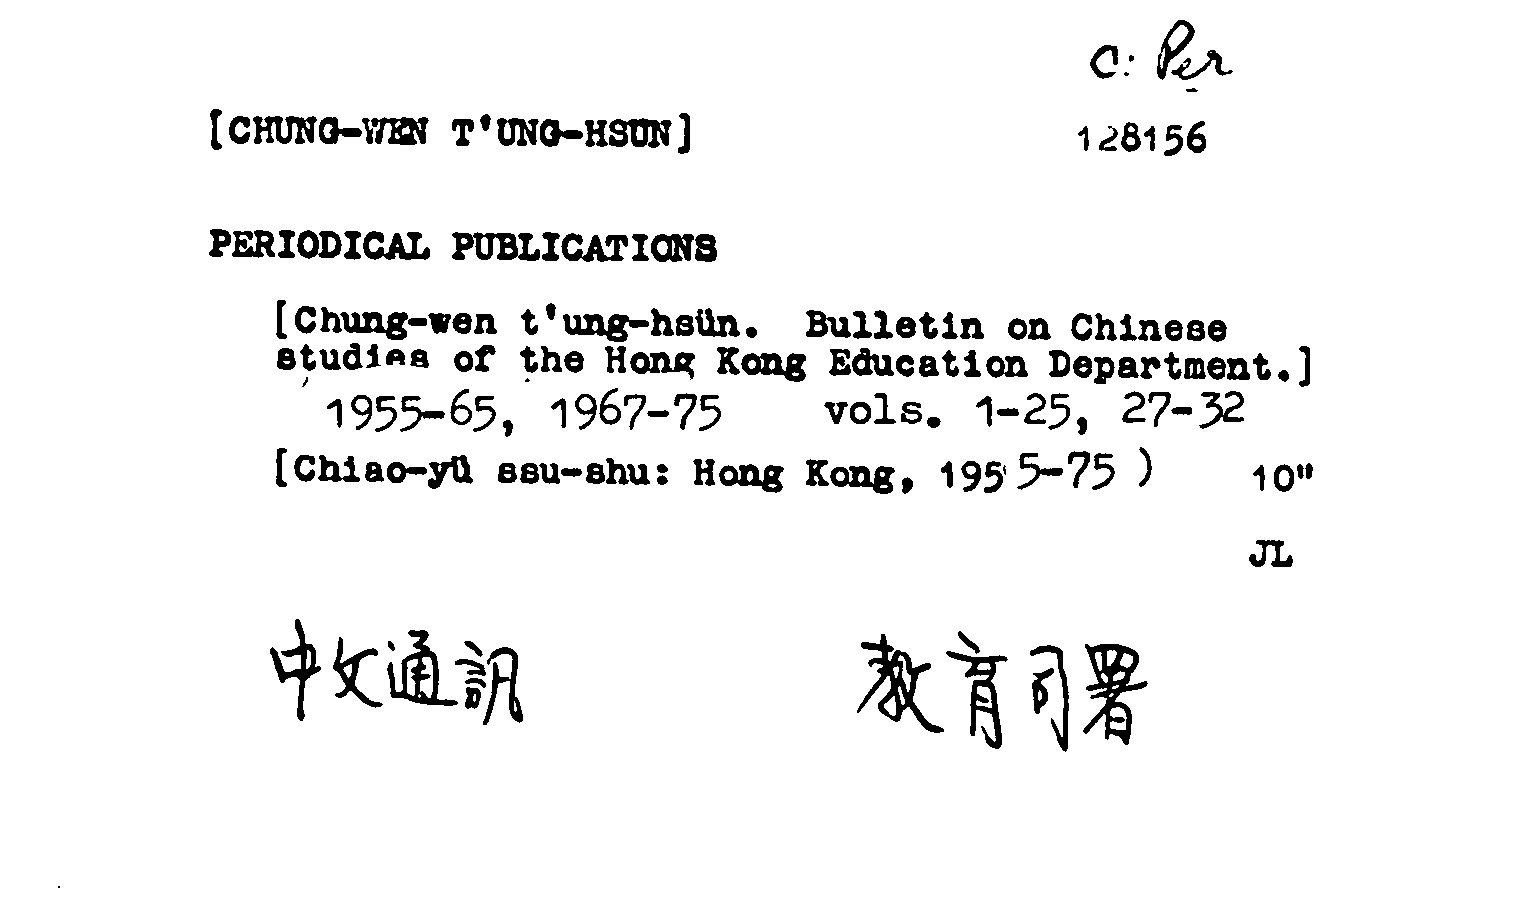 C: Per
[CHUNG-WEN T'UNG-HSUN]
128156
PERIODICAL PUBLICATIONS
[Chung-wen t'ung-hsün. Bulletin on Chinese
studies of the Hong Kong Education Department.]
1955-65, 1967-75 vols. 1-25, 27-32
[Chiao-yü ssu-shu: Hong Kong, 1955-75) 10"
JL
中文通訊 教育司署